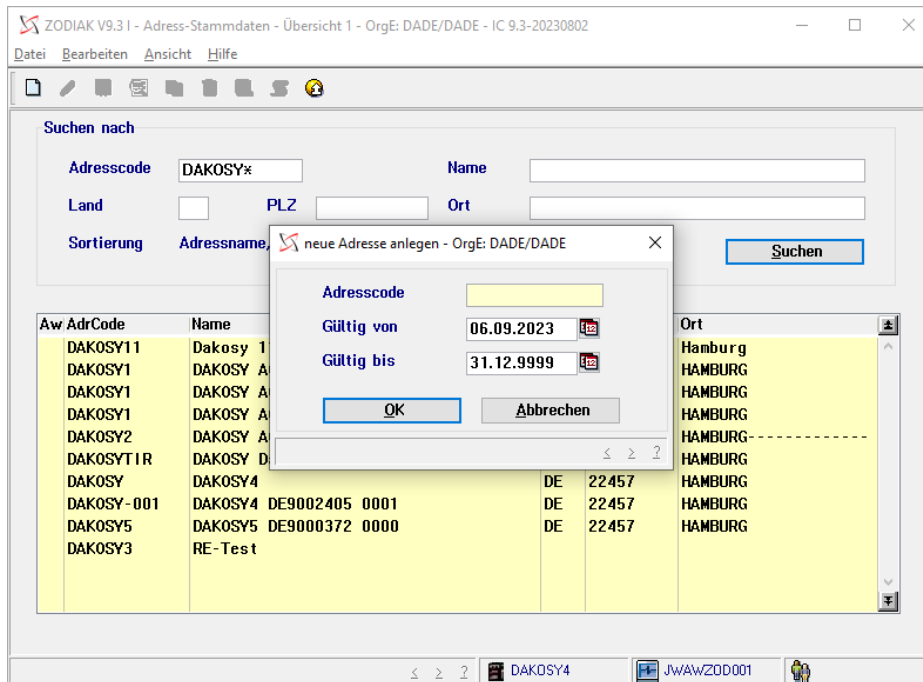 ZODIAK V9.3 I - Adress-Stammdaten - Übersicht 1 - OrgE: DADE/DADE - IC 9.3-20230802
Datei Bearbeiten Ansicht Hilfe
Suchen nach
Adresscode DAKOSY* Name
Land PLZ Ort
Sortierung Adressname, Suchen
neue Adresse anlegen - OrgE: DADE/DADE
Adresscode
Gültig von 06.09.2023
Gültig bis 31.12.9999
OK Abbrechen
< > ?
Aw AdrCode Name Ort
DAKOSY11 Dakosy Hamburg
DAKOSY1 DAKOSY HAMBURG
DAKOSY1 DAKOSY HAMBURG
DAKOSY1 DAKOSY HAMBURG
DAKOSY2 DAKOSY HAMBURG-------------
DAKOSYTIR DAKOSY HAMBURG
DAKOSY DAKOSY4 DE 22457 HAMBURG
DAKOSY-001 DAKOSY4 DE9002405 0001 DE 22457 HAMBURG
DAKOSY5 DAKOSY5 DE9000372 0000 DE 22457 HAMBURG
DAKOSY3 RE-Test
< > ? DAKOSY4 JWAWZOD001